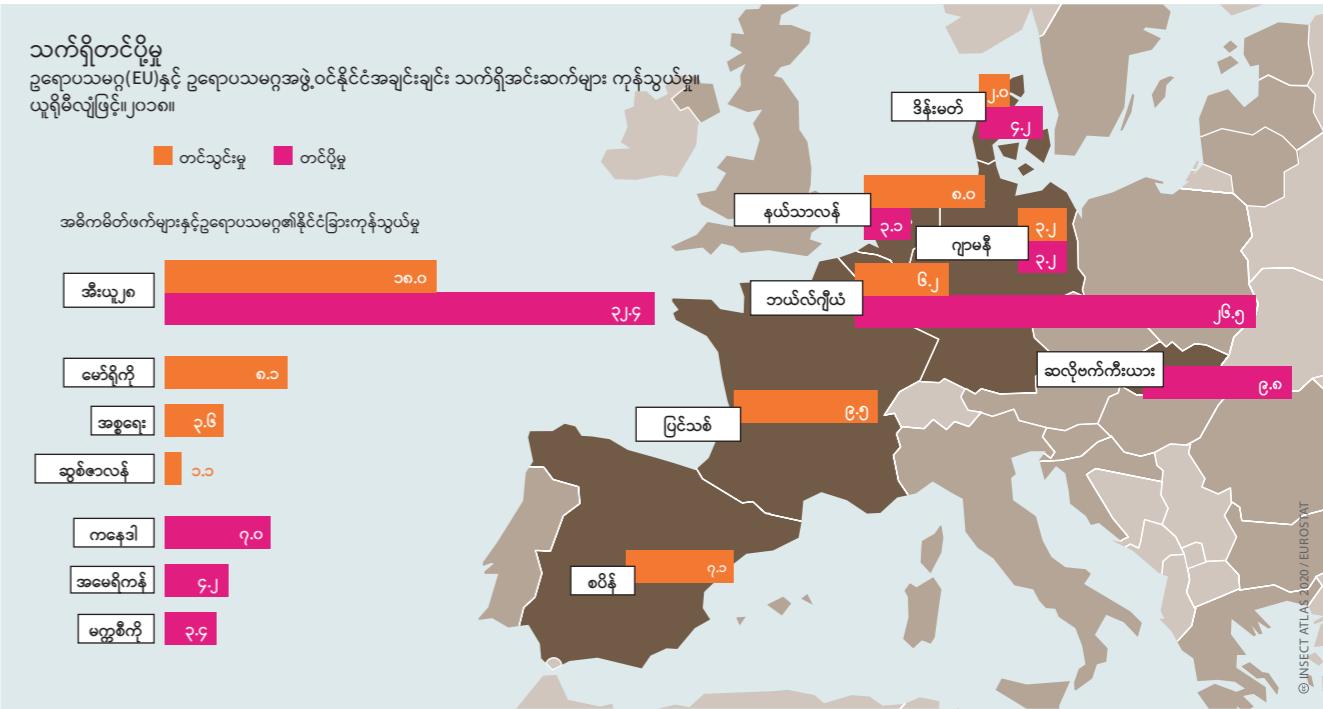 သက်ရှိတင်ပို့မှု
ဥရောပသမဂ္ဂ(EU)နှင့် ဥရောပသမဂ္ဂအဖွဲ့ဝင်နိုင်ငံအချင်းချင်း သက်ရှိအင်းဆက်များ ကုန်သွယ်မှု။
ယူရိုမီလျံဖြင့်။၂၀၁၈။
တင်သွင်းမှု တင်ပို့မှု
အဓိကမိတ်ဖက်များနှင့်ဥရောပသမဂ္ဂ၏နိုင်ငံခြားကုန်သွယ်မှု
အီးယူ၂၈
၁၈.၀
၃၂.၄
မော်ရိုကို ၈.၁
အစ္စရေး ၃.၆
ဆွစ်ဇာလန် ၁.၁
ကနေဒါ ၇.၀
အမေရိကန် ၄.၂
မက္ကစီကို ၃.၄
ဒိန်းမတ်
၂.၀
၄.၂
နယ်သာလန်
၈.၀
၃.၁
ဂျာမနီ
၃.၂
၃.၂
ဘယ်လ်ဂျီယံ
၆.၂
၂၆.၅
ဆလိုဗက်ကီးယား
၉.၈
ပြင်သစ်
၉.၅
စပိန်
၇.၁
INSECT ATLAS 2020 / EUROSTAT